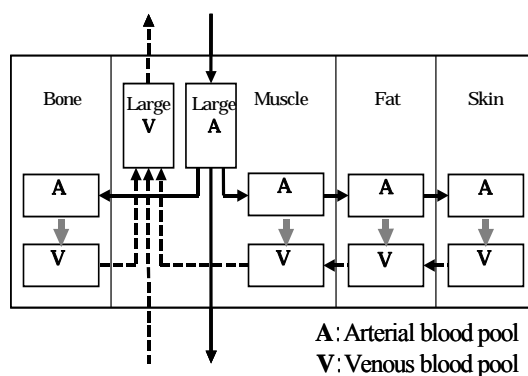 Bone
Large
V
Large
A
Muscle
Fat
Skin
A
A
A
A
V
V
V
V
A: Arterial blood pool
V: Venous blood pool